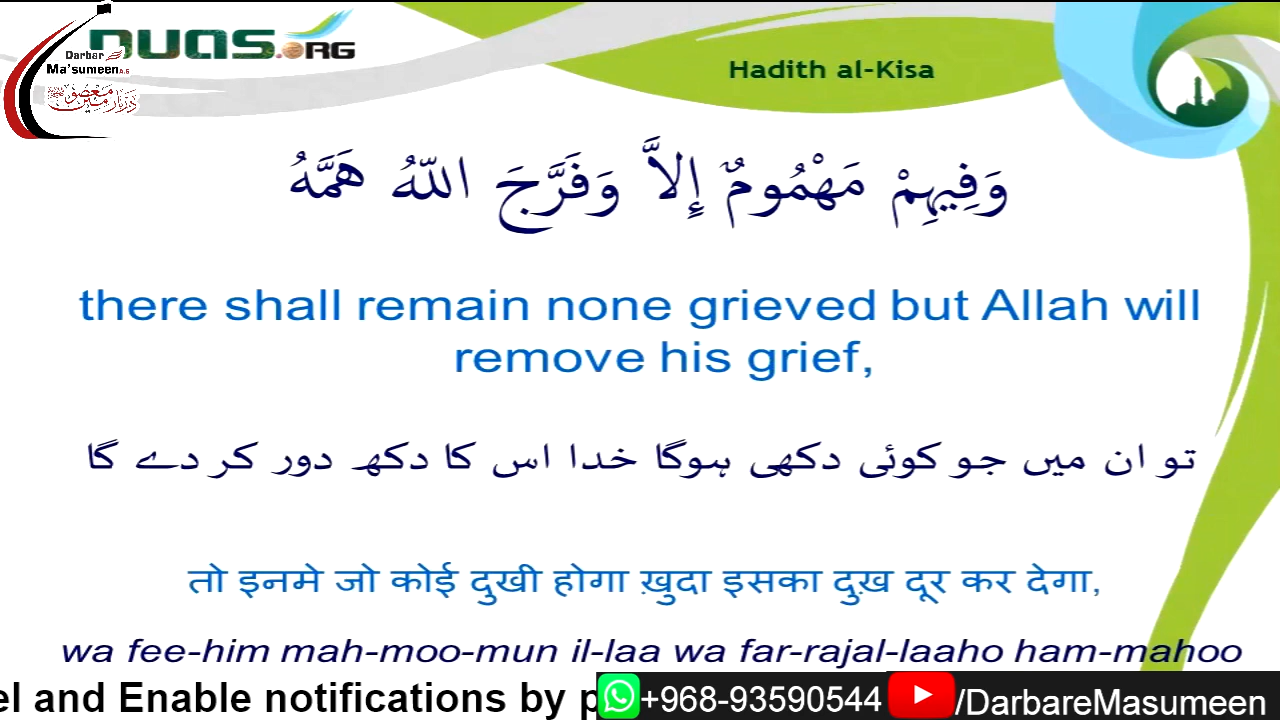 DUAS.ORG
Darbar
Ma'sumeen A.S
دربار معصومین
Hadith al-Kisa
وَفِيهِمْ مَهْمُومٌ إِلاَّ وَفَرَّجَ اللّهُ هَمَّهُ
there shall remain none grieved but Allah will
remove his grief,
تو ان میں جو کوئی دکھی ہوگا خدا اس کا دکھ دور کر دے گا
तो इनमे जो कोई दुखी होगा ख़ुदा इसका दुख़ दूर कर देगा,
wa fee-him mah-moo-mun il-laa wa far-rajal-laaho ham-mahoo
el and Enable notifications by p +968-93590544 /DarbareMasumeen